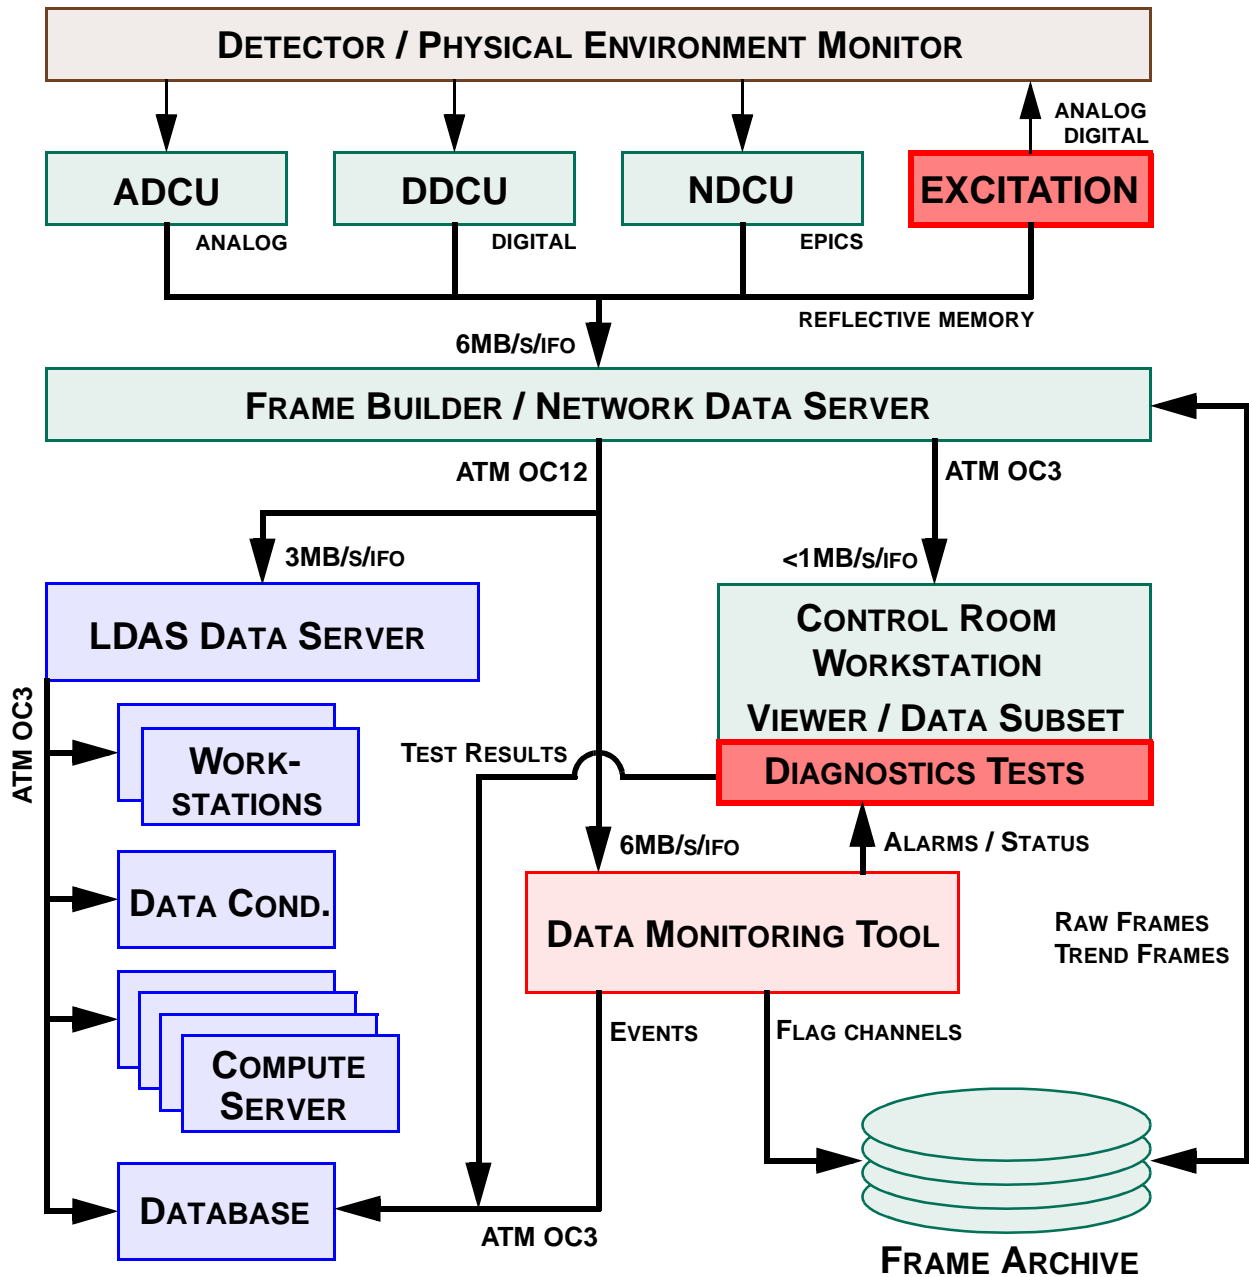 DETECTOR / PHYSICAL ENVIRONMENT MONITOR
ANALOG
DIGITAL
ADCU
DDCU
NDCU
EXCITATION
ANALOG
DIGITAL
EPICS
REFLECTIVE MEMORY
6MB/S/IFO
FRAME BUILDER / NETWORK DATA SERVER
ATM OC12
ATM OC3
3MB/S/IFO
<1MB/S/IFO
LDAS DATA SERVER
CONTROL ROOM
WORKSTATION
VIEWER / DATA SUBSET
DIAGNOSTICS TESTS
ATM OC3
WORK-
STATIONS
TEST RESULTS
6MB/S/IFO
ALARMS / STATUS
DATA COND.
DATA MONITORING TOOL
RAW FRAMES
TREND FRAMES
EVENTS
FLAG CHANNELS
COMPUTE
SERVER
DATABASE
ATM OC3
FRAME ARCHIVE